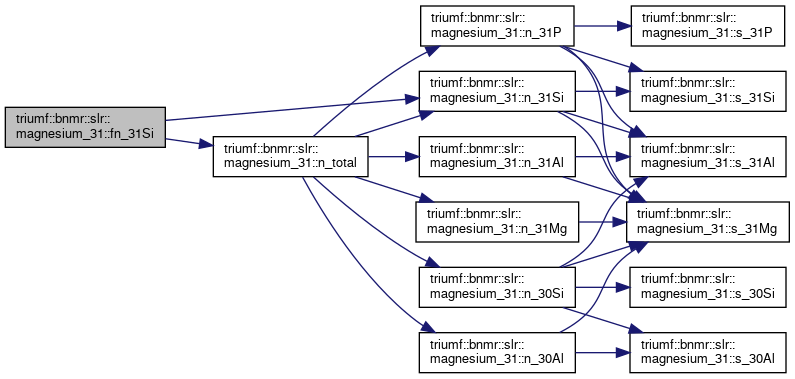 triumf::bnmr::slr::
magnesium_31::fn_31Si
triumf::bnmr::slr::
magnesium_31::n_total
triumf::bnmr::slr::
magnesium_31::n_31P
triumf::bnmr::slr::
magnesium_31::n_31Si
triumf::bnmr::slr::
magnesium_31::n_31Al
triumf::bnmr::slr::
magnesium_31::n_31Mg
triumf::bnmr::slr::
magnesium_31::n_30Si
triumf::bnmr::slr::
magnesium_31::n_30Al
triumf::bnmr::slr::
magnesium_31::s_31P
triumf::bnmr::slr::
magnesium_31::s_31Si
triumf::bnmr::slr::
magnesium_31::s_31Al
triumf::bnmr::slr::
magnesium_31::s_31Mg
triumf::bnmr::slr::
magnesium_31::s_30Si
triumf::bnmr::slr::
magnesium_31::s_30Al